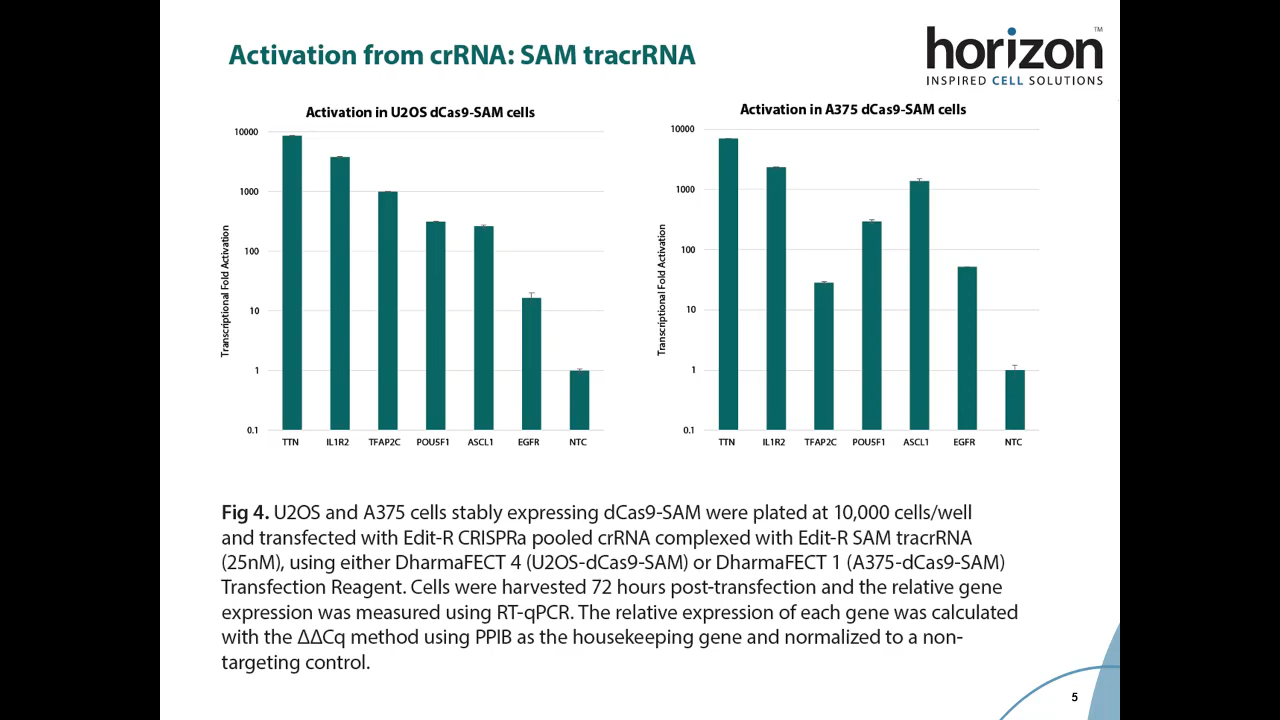 Activation from crRNA: SAM tracrRNA
horizon™
INSPIRED CELL SOLUTIONS
Activation in U2OS dCas9-SAM cells
Transcriptional Fold Activation
10000
1000
100
10
1
0.1
TTN IL1R2 TFAP2C POU5F1 ASCL1 EGFR NTC
Activation in A375 dCas9-SAM cells
Transcriptional Fold Activation
10000
1000
100
10
1
0.1
TTN IL1R2 TFAP2C POU5F1 ASCL1 EGFR NTC
Fig 4. U2OS and A375 cells stably expressing dCas9-SAM were plated at 10,000 cells/well
and transfected with Edit-R CRISPRa pooled crRNA complexed with Edit-R SAM tracrRNA
(25nM), using either DharmaFECT 4 (U2OS-dCas9-SAM) or DharmaFECT 1 (A375-dCas9-SAM)
Transfection Reagent. Cells were harvested 72 hours post-transfection and the relative gene
expression was measured using RT-qPCR. The relative expression of each gene was calculated
with the ΔΔCq method using PPIB as the housekeeping gene and normalized to a non-
targeting control.
5